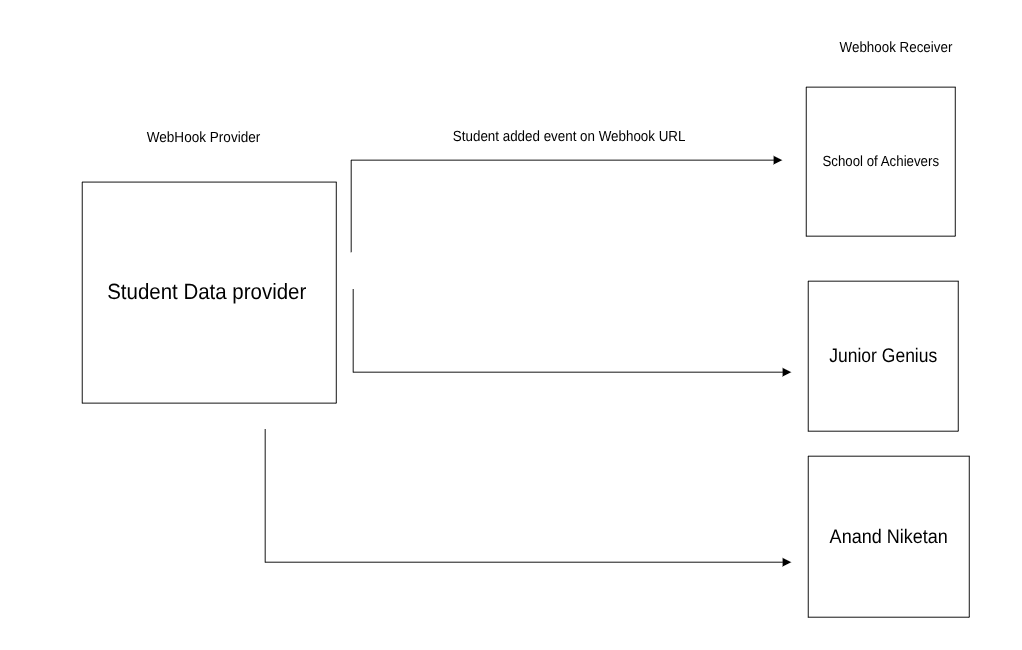 Webhook Receiver
WebHook Provider
Student added event on Webhook URL
School of Achievers
Student Data provider
Junior Genius
Anand Niketan